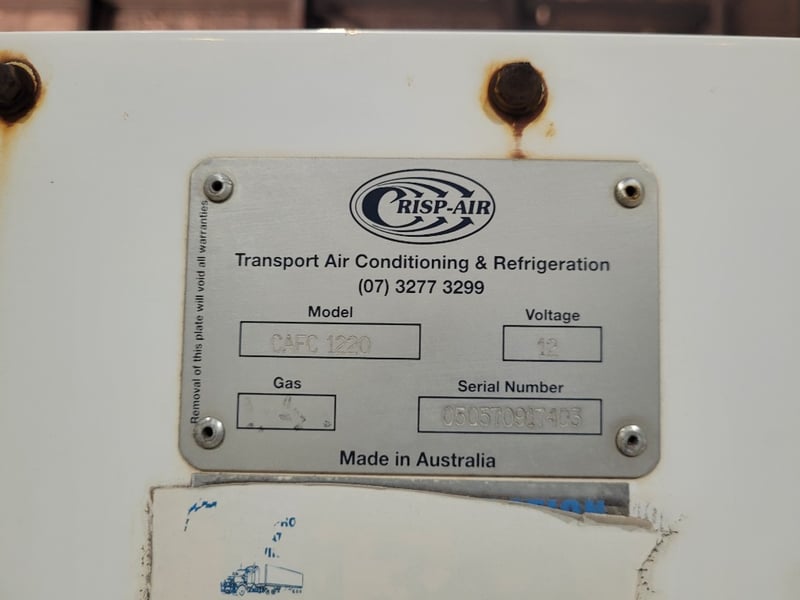 CRISP-AIR
Transport Air Conditioning & Refrigeration
(07) 3277 3299
Model
Voltage
CAFC 1220
12
Gas
Serial Number
Made in Australia
Removal of this plate will void all warranties